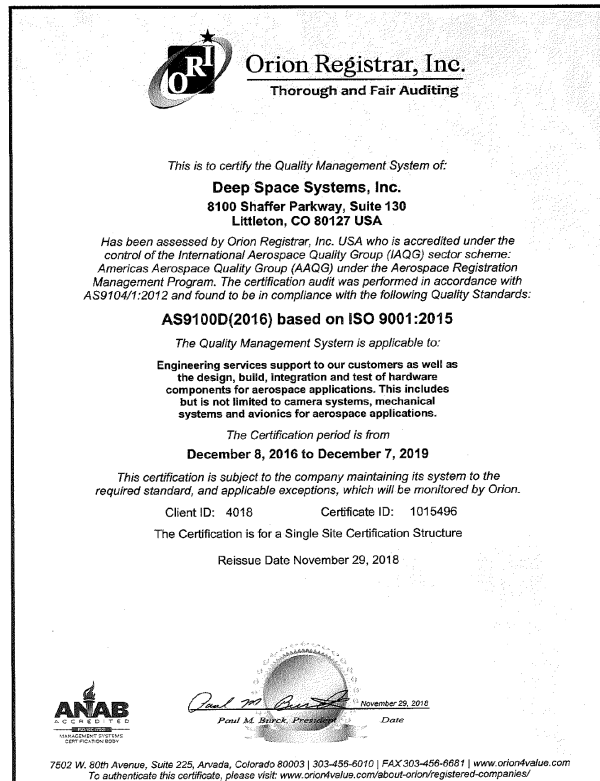 ORI
Orion Registrar, Inc.
Thorough and Fair Auditing
This is to certify the Quality Management System of:
Deep Space Systems, Inc.
8100 Shaffer Parkway, Suite 130
Littleton, CO 80127 USA
Has been assessed by Orion Registrar, Inc. USA who is accredited under the
control of the International Aerospace Quality Group (IAQG) sector scheme:
Americas Aerospace Quality Group (AAQG) under the Aerospace Registration
Management Program. The certification audit was performed in accordance with
AS9104/1:2012 and found to be in compliance with the following Quality Standards:
AS9100D(2016) based on ISO 9001:2015
The Quality Management System is applicable to:
Engineering services support to our customers as well as
the design, build, integration and test of hardware
components for aerospace applications. This includes
but is not limited to camera systems, mechanical
systems and avionics for aerospace applications.
The Certification period is from
December 8, 2016 to December 7, 2019
This certification is subject to the company maintaining its system to the
required standard, and applicable exceptions, which will be monitored by Orion.
Client ID: 4018 Certificate ID: 1015496
The Certification is for a Single Site Certification Structure
Reissue Date November 29, 2018
ANAB
ACCREDITED
MANAGEMENT SYSTEMS
CERTIFICATION BODY
Paul M Burck
November 29, 2018
Paul M. Burck, President Date
7502 W. 80th Avenue, Suite 225, Arvada, Colorado 80003 | 303-456-6010 | FAX 303-456-6681 | www.orion4value.com
To authenticate this certificate, please visit: www.orion4value.com/about-orion/registered-companies/